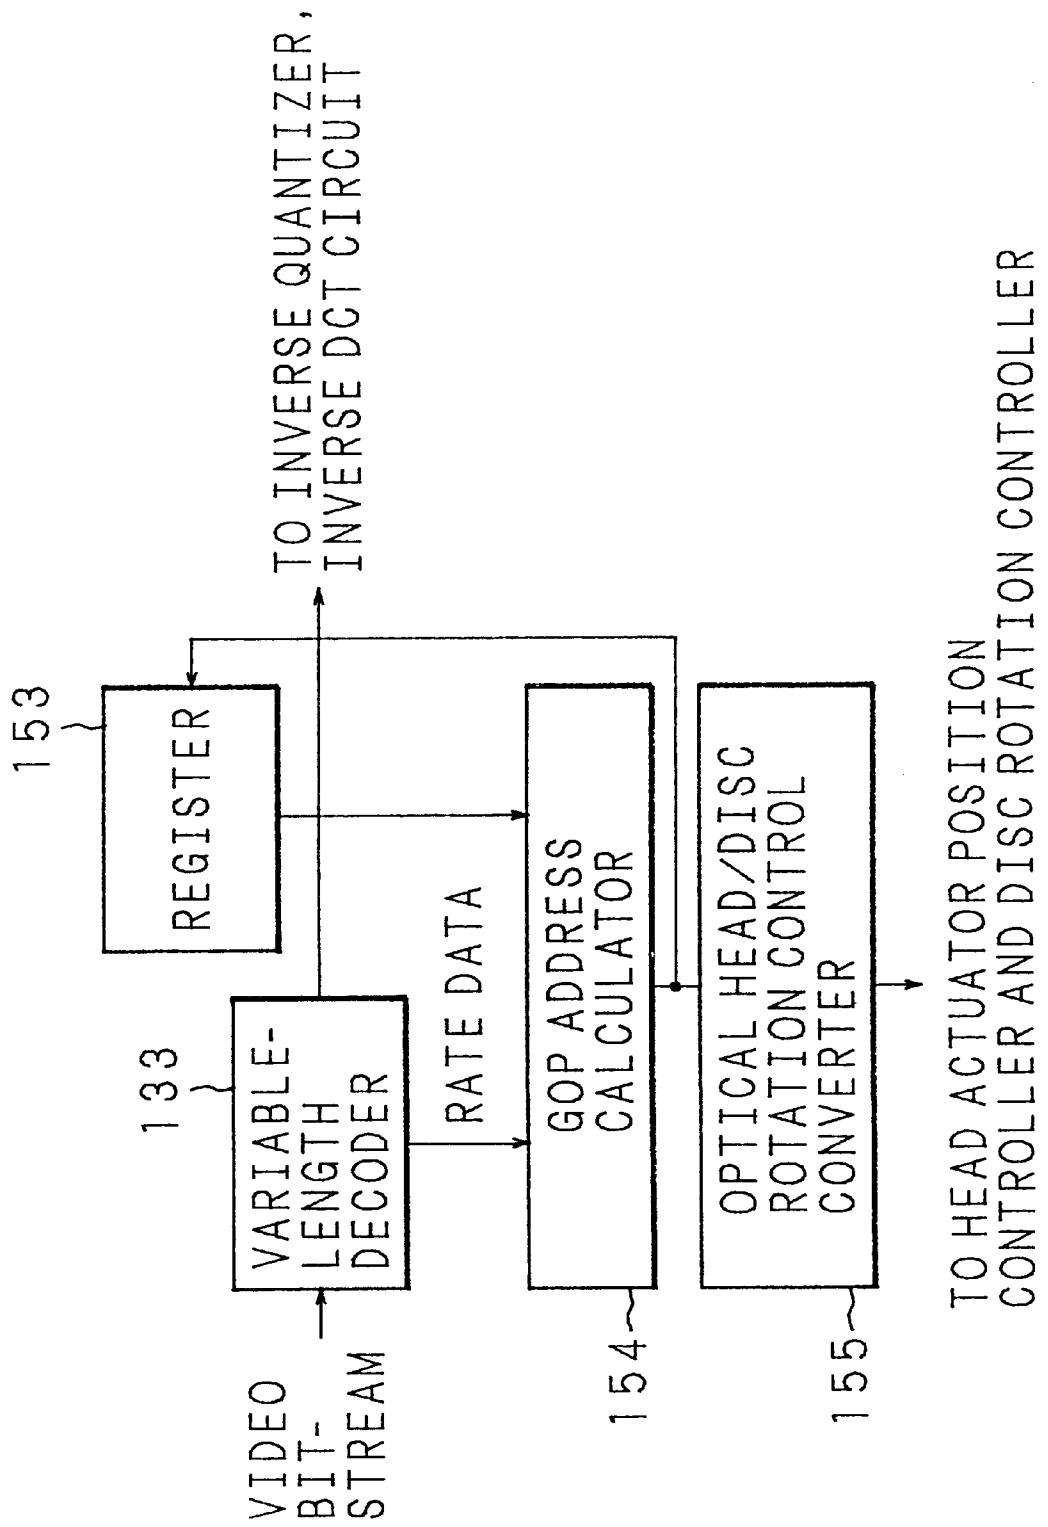 VIDEO
BIT-
STREAM
133
VARIABLE-
LENGTH
DECODER
153
REGISTER
TO INVERSE QUANTIZER,
INVERSE DCT CIRCUIT
RATE DATA
154
GOP ADDRESS
CALCULATOR
155
OPTICAL HEAD/DISC
ROTATION CONTROL
CONVERTER
TO HEAD ACTUATOR POSITION
CONTROLLER AND DISC ROTATION CONTROLLER